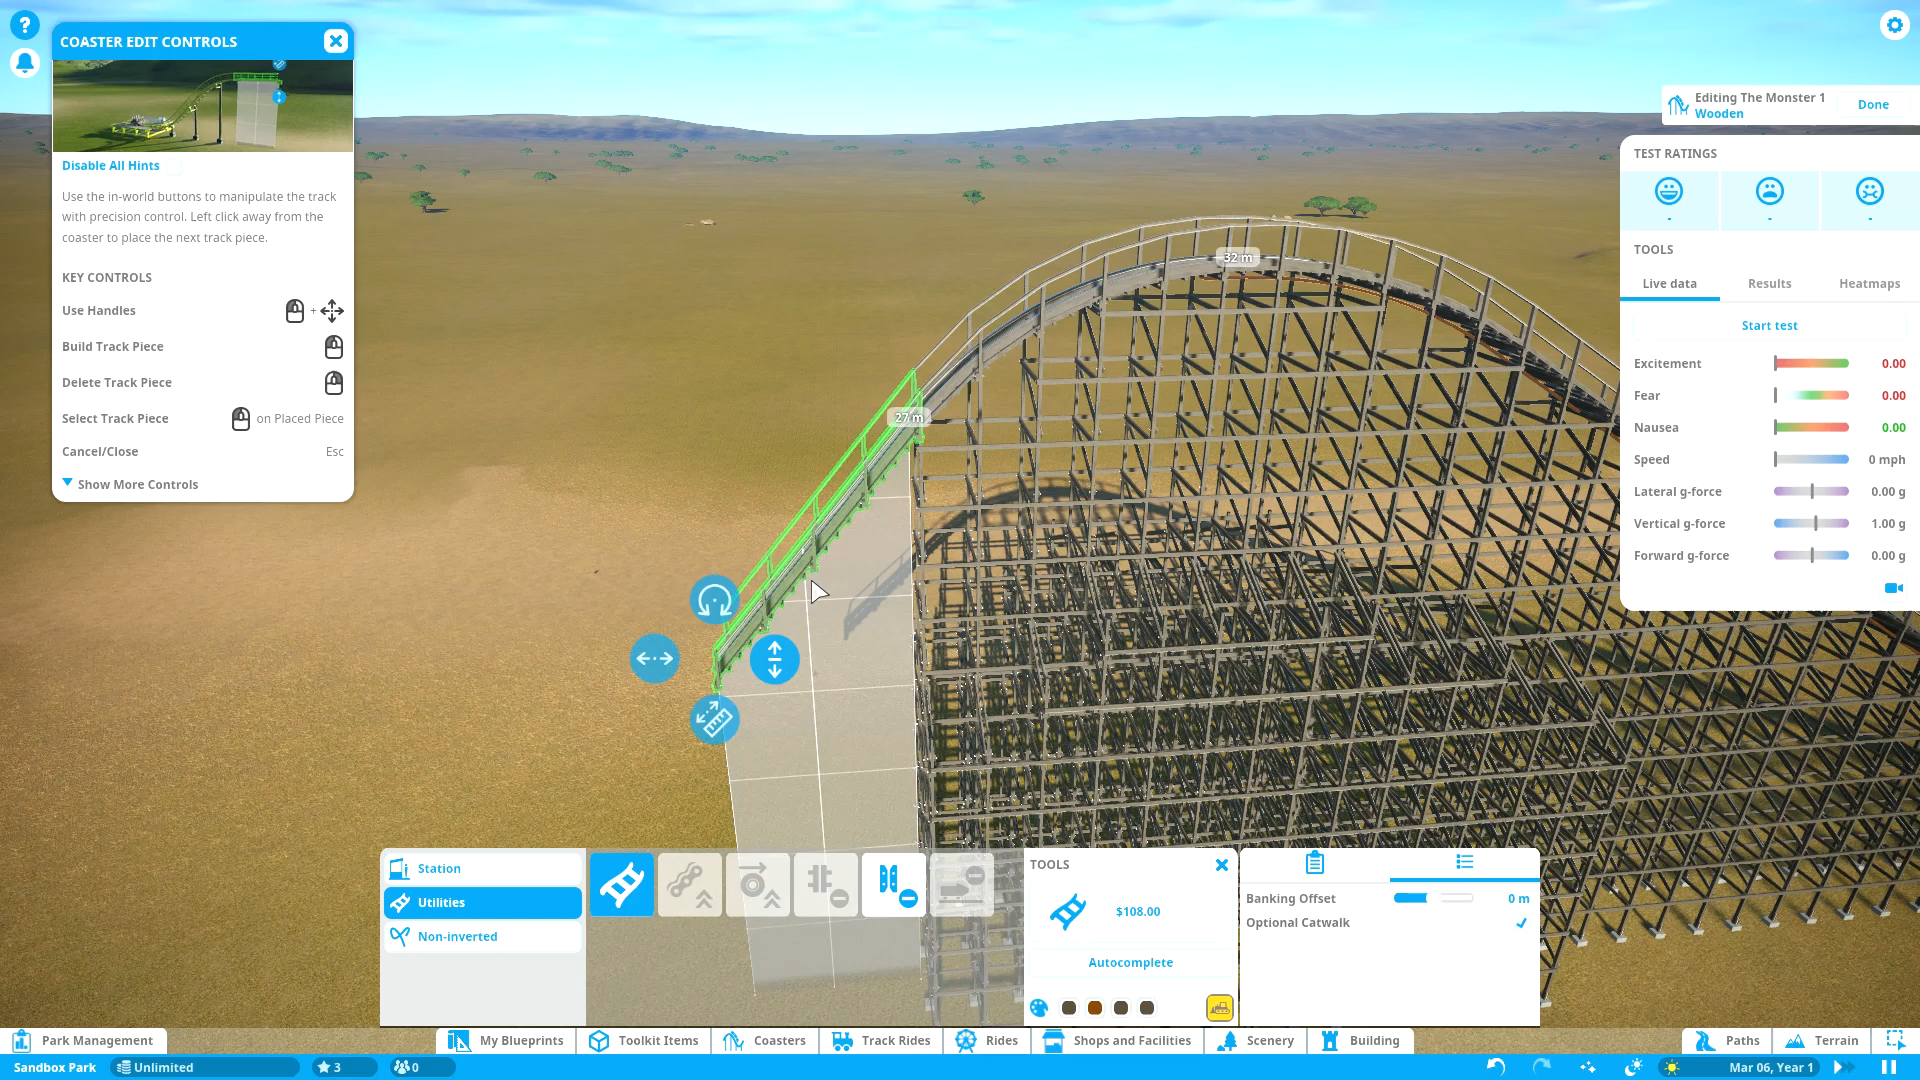 ?
COASTER EDIT CONTROLS
Disable All Hints
Use the in-world buttons to manipulate the track
with precision control. Left click away from the
coaster to place the next track piece.
KEY CONTROLS
Use Handles +
Build Track Piece
Delete Track Piece
Select Track Piece on Placed Piece
Cancel/Close Esc
Show More Controls
32 m
27 m
Editing The Monster 1
Wooden
Done
TEST RATINGS
- - -
TOOLS
Live data Results Heatmaps
Start test
Excitement 0.00
Fear 0.00
Nausea 0.00
Speed 0 mph
Lateral g-force 0.00 g
Vertical g-force 1.00 g
Forward g-force 0.00 g
Station
Utilities
Non-inverted
TOOLS
$108.00
Autocomplete
Banking Offset 0 m
Optional Catwalk
Park Management
My Blueprints
Toolkit Items
Coasters
Track Rides
Rides
Shops and Facilities
Scenery
Building
Paths
Terrain
Sandbox Park
Unlimited
3
0
Mar 06, Year 1